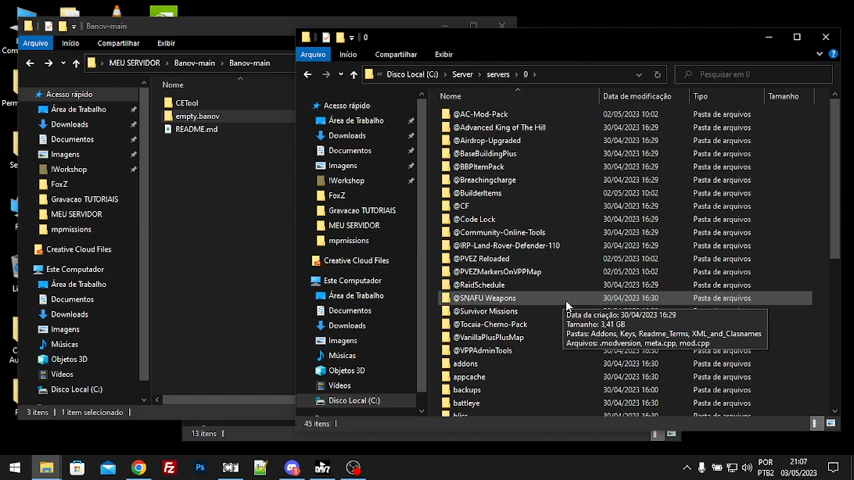 Banov-main
Arquivo
Início
Compartilhar
Exibir
MEU SERVIDOR
Banov-main
Banov-main
Acesso rápido
Área de Trabalho
Downloads
Documentos
Imagens
!Workshop
FoxZ
Gravacao TUTORIAIS
MEU SERVIDOR
mpmissions
Creative Cloud Files
Este Computador
Área de Trabalho
Documentos
Downloads
Imagens
Músicas
Objetos 3D
Vídeos
Disco Local (C:)
Nome
CETool
empty.banov
README.md
3 itens
1 item selecionado
13 itens
0
Arquivo
Início
Compartilhar
Exibir
Disco Local (C:)
Server
servers
0
Pesquisar em 0
Acesso rápido
Área de Trabalho
Downloads
Documentos
Imagens
!Workshop
FoxZ
Gravacao TUTORIAIS
MEU SERVIDOR
mpmissions
Creative Cloud Files
Este Computador
Área de Trabalho
Documentos
Downloads
Imagens
Músicas
Objetos 3D
Vídeos
Disco Local (C:)
Nome Data de modificação Tipo Tamanho
@AC-Mod-Pack 02/05/2023 10:02 Pasta de arquivos
@Advanced King of The Hill 30/04/2023 16:29 Pasta de arquivos
@Airdrop-Upgraded 30/04/2023 16:29 Pasta de arquivos
@BaseBuildingPlus 30/04/2023 16:29 Pasta de arquivos
@BBPItemPack 30/04/2023 16:29 Pasta de arquivos
@Breachingcharge 30/04/2023 16:29 Pasta de arquivos
@BuilderItems 02/05/2023 10:02 Pasta de arquivos
@CF 30/04/2023 16:29 Pasta de arquivos
@Code Lock 30/04/2023 16:29 Pasta de arquivos
@Community-Online-Tools 30/04/2023 16:29 Pasta de arquivos
@IRP-Land-Rover-Defender-110 30/04/2023 16:29 Pasta de arquivos
@PVEZ Reloaded 02/05/2023 10:02 Pasta de arquivos
@PVEZMarkersOnVPPMap 02/05/2023 10:02 Pasta de arquivos
@RaidSchedule 30/04/2023 16:29 Pasta de arquivos
@SNAFU Weapons 30/04/2023 16:30 Pasta de arquivos
@Survivor Missions
@Tocaia-Chemo-Pack
@VanillaPlusPlusMap
@VPPAdminTools
addons 30/04/2023 16:30 Pasta de arquivos
appcache 30/04/2023 16:30 Pasta de arquivos
backups 30/04/2023 16:30 Pasta de arquivos
battleye 30/04/2023 16:30 Pasta de arquivos
Data da criação: 30/04/2023 16:29
Tamanho: 3,41 GB
Pastas: Addons, Keys, Readme_Terms, XML_and_Clasnames
Arquivos: .modversion, meta.cpp, mod.cpp
45 itens
POR
PTB2
21:07
03/05/2023